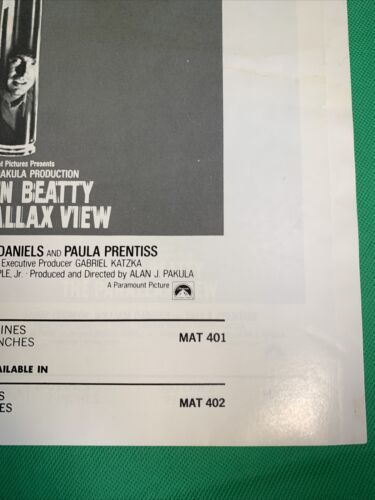 t Pictures Presents
PAKULA PRODUCTION
N BEATTY
ALLAX VIEW
DANIELS AND PAULA PRENTISS
Executive Producer GABRIEL KATZKA
PLE, Jr. · Produced and Directed by ALAN J. PAKULA
A Paramount Picture
INES
NCHES
MAT 401
AILABLE IN
S
ES
MAT 402